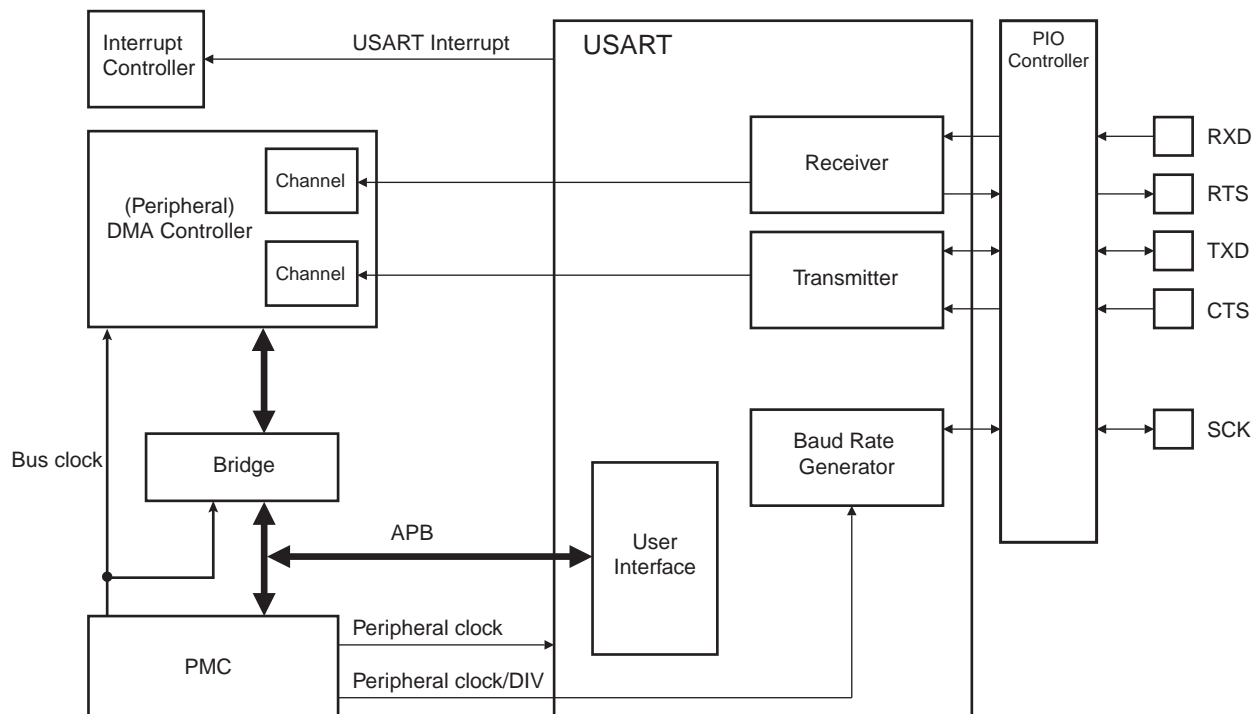 Interrupt
Controller
USART Interrupt
USART
PIO
Controller
(Peripheral)
DMA Controller
Channel
Channel
Receiver
Transmitter
RXD
RTS
TXD
CTS
SCK
Baud Rate
Generator
Bus clock
Bridge
APB
User
Interface
PMC
Peripheral clock
Peripheral clock/DIV